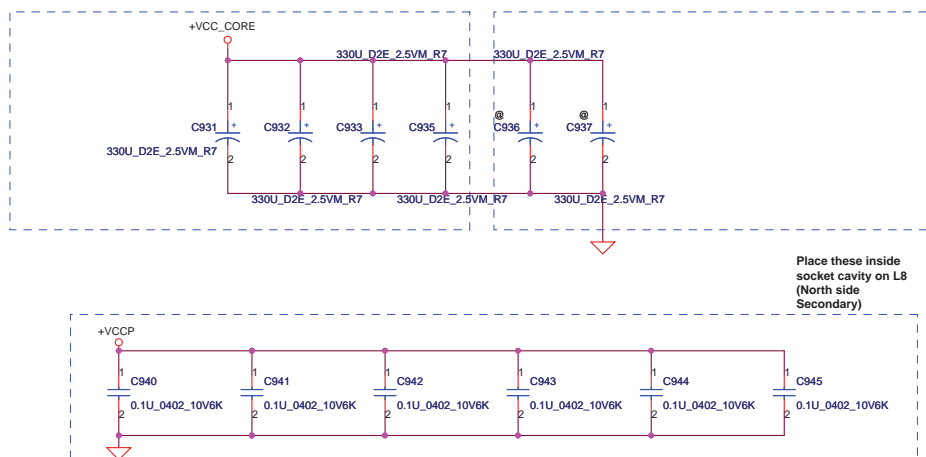 +VCC_CORE
330U_D2E_2.5VM_R7
330U_D2E_2.5VM_R7
1
1
1
1
1
1
@
@
+
+
+
+
+
+
C931
C932
C933
C935
C936
C937
330U_D2E_2.5VM_R7
2
2
2
2
2
2
330U_D2E_2.5VM_R7
330U_D2E_2.5VM_R7
330U_D2E_2.5VM_R7
Place these inside
socket cavity on L8
(North side
Secondary)
+VCCP
1
1
1
1
1
1
C940
C941
C942
C943
C944
C945
0.1U_0402_10V6K
0.1U_0402_10V6K
0.1U_0402_10V6K
0.1U_0402_10V6K
0.1U_0402_10V6K
0.1U_0402_10V6K
2
2
2
2
2
2